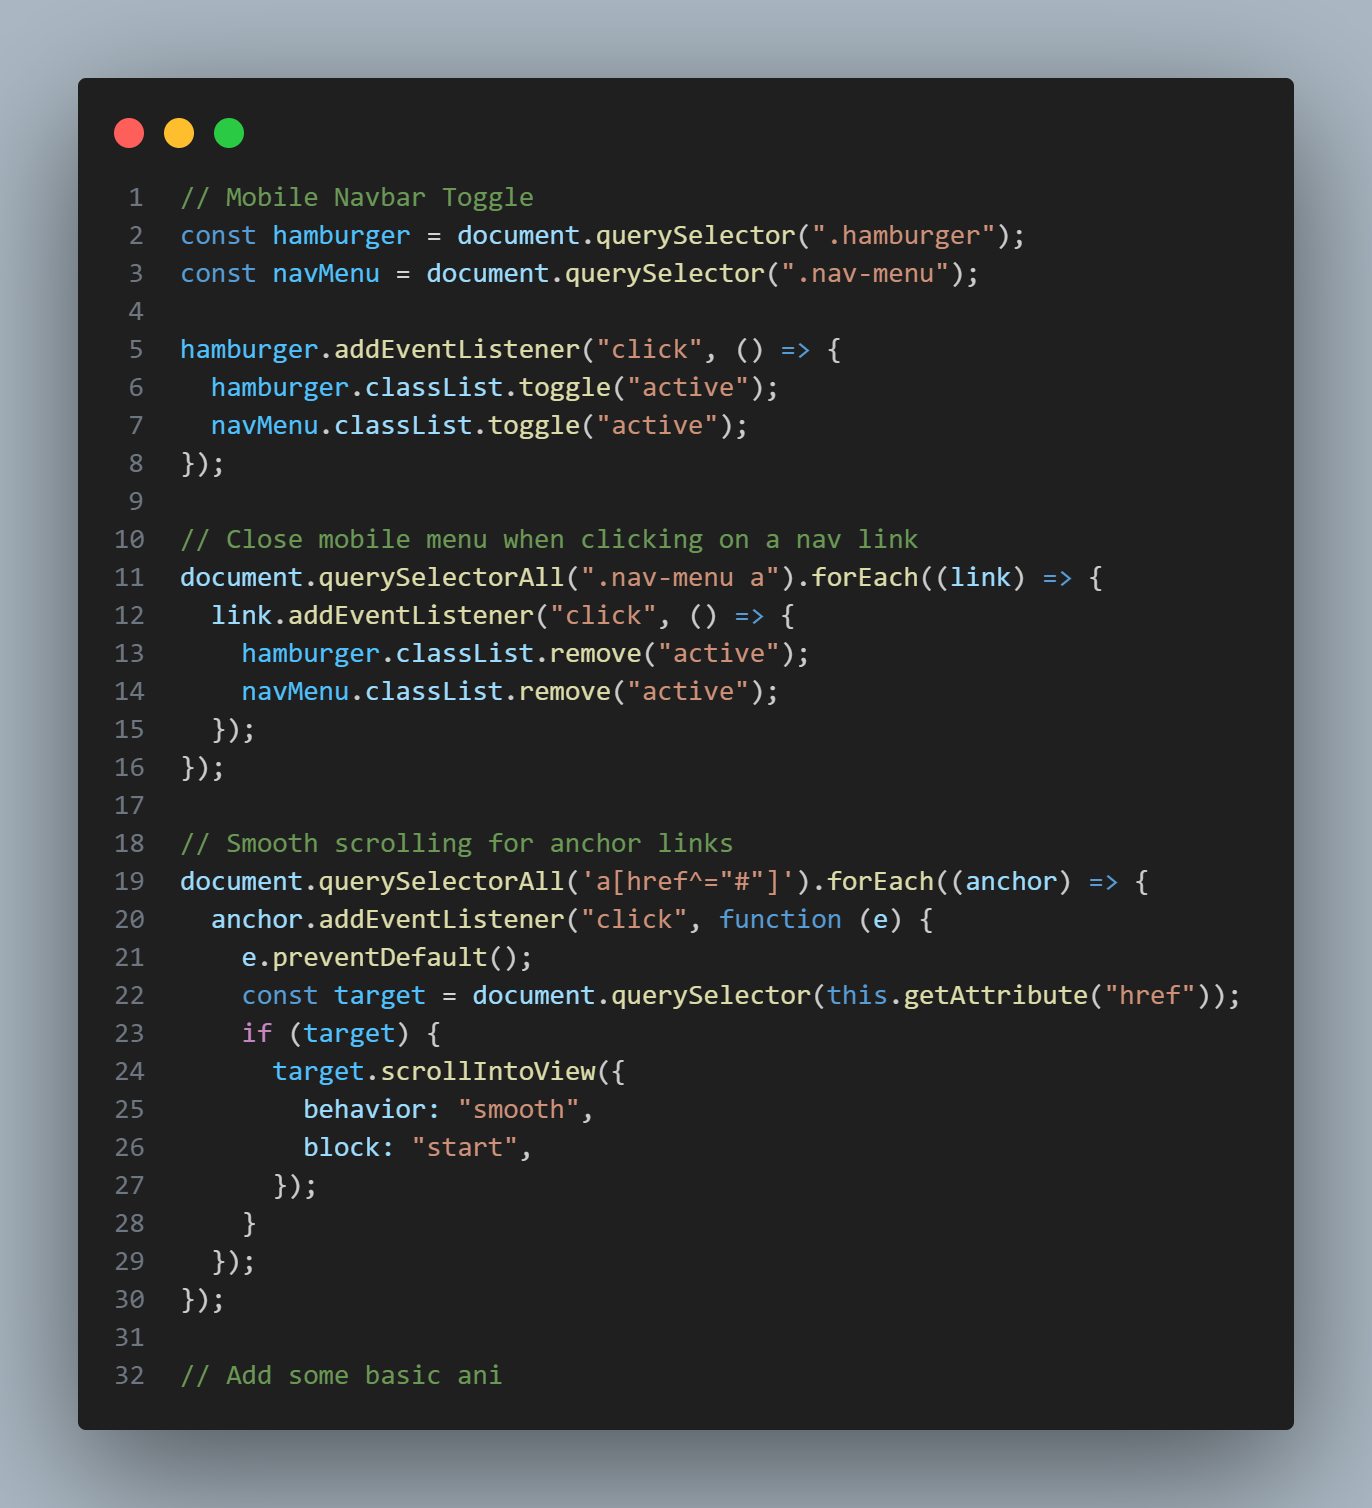 1 // Mobile Navbar Toggle
2 const hamburger = document.querySelector(".hamburger");
3 const navMenu = document.querySelector(".nav-menu");
4
5 hamburger.addEventListener("click", () => {
6   hamburger.classList.toggle("active");
7   navMenu.classList.toggle("active");
8 });
9
10 // Close mobile menu when clicking on a nav link
11 document.querySelectorAll(".nav-menu a").forEach((link) => {
12   link.addEventListener("click", () => {
13     hamburger.classList.remove("active");
14     navMenu.classList.remove("active");
15   });
16 });
17
18 // Smooth scrolling for anchor links
19 document.querySelectorAll('a[href^="#"]').forEach((anchor) => {
20   anchor.addEventListener("click", function (e) {
21     e.preventDefault();
22     const target = document.querySelector(this.getAttribute("href"));
23     if (target) {
24       target.scrollIntoView({
25         behavior: "smooth",
26         block: "start",
27       });
28     }
29   });
30 });
31
32 // Add some basic ani